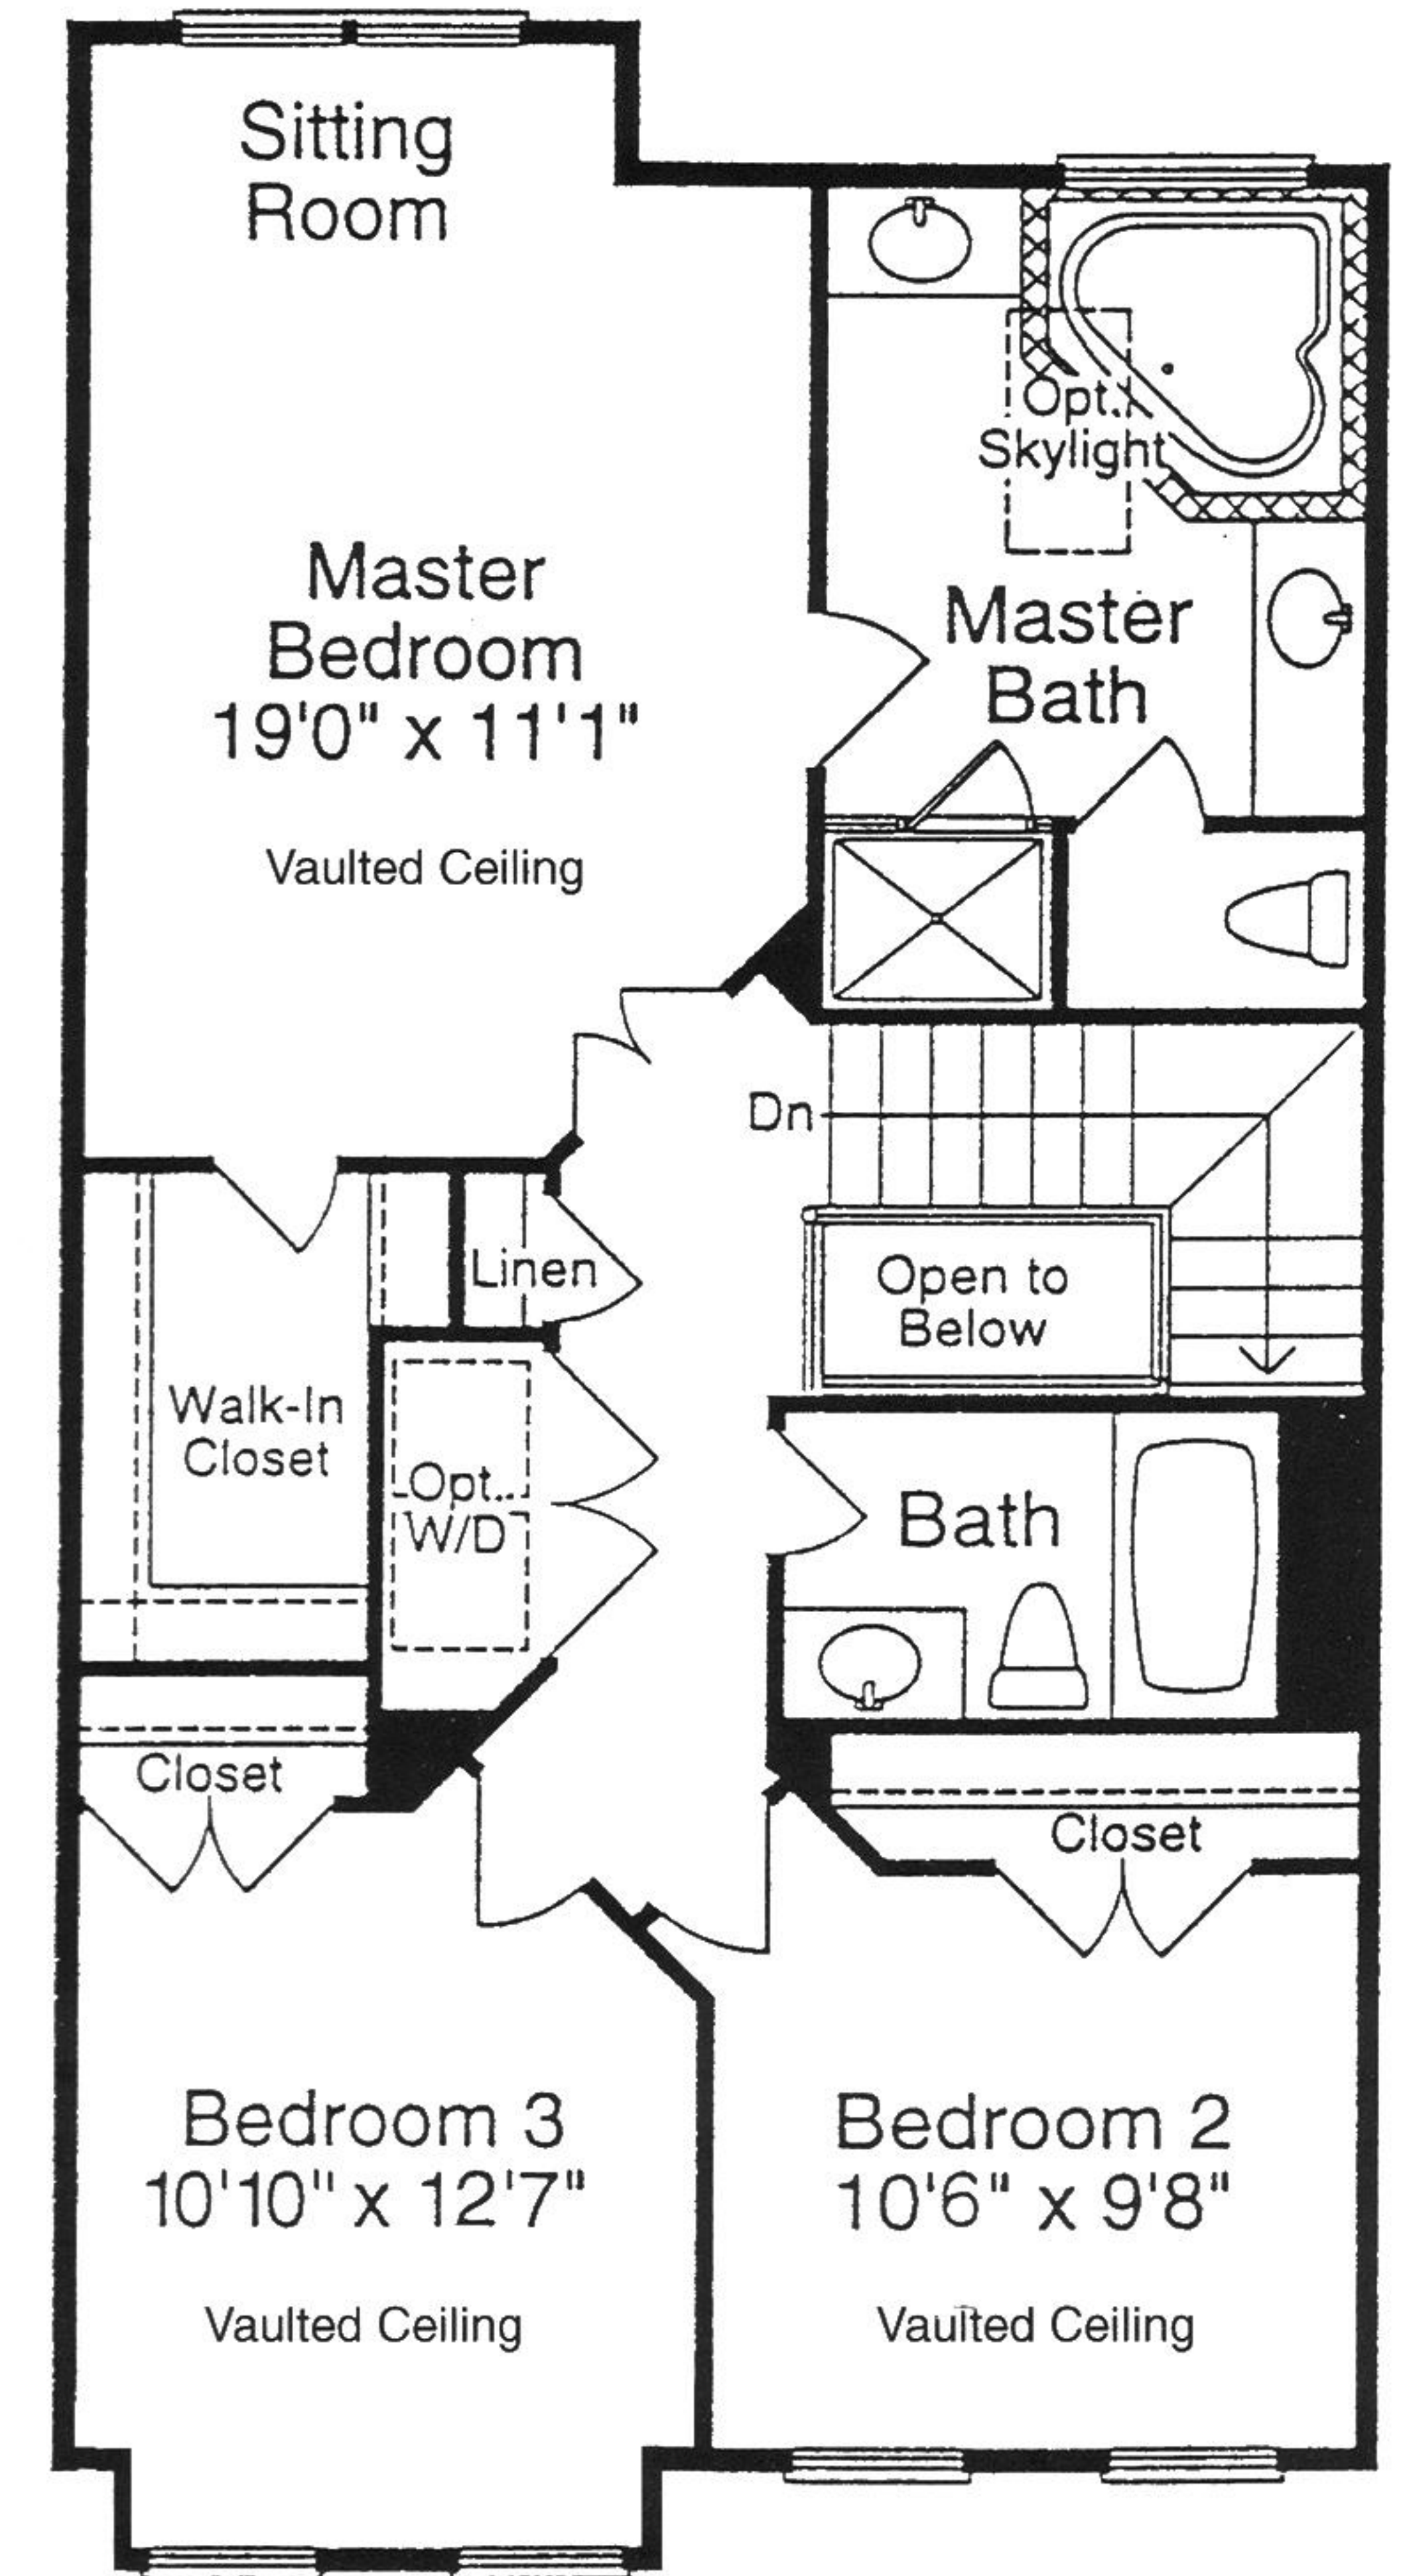 Sitting
Room
Opt.
Skylight
Master
Bedroom
19'0" x 11'1"
Vaulted Ceiling
Master
Bath
Dn
Linen
Open to
Below
Walk-In
Closet
Opt.
W/D
Bath
Closet
Closet
Bedroom 3
10'10" x 12'7"
Vaulted Ceiling
Bedroom 2
10'6" x 9'8"
Vaulted Ceiling